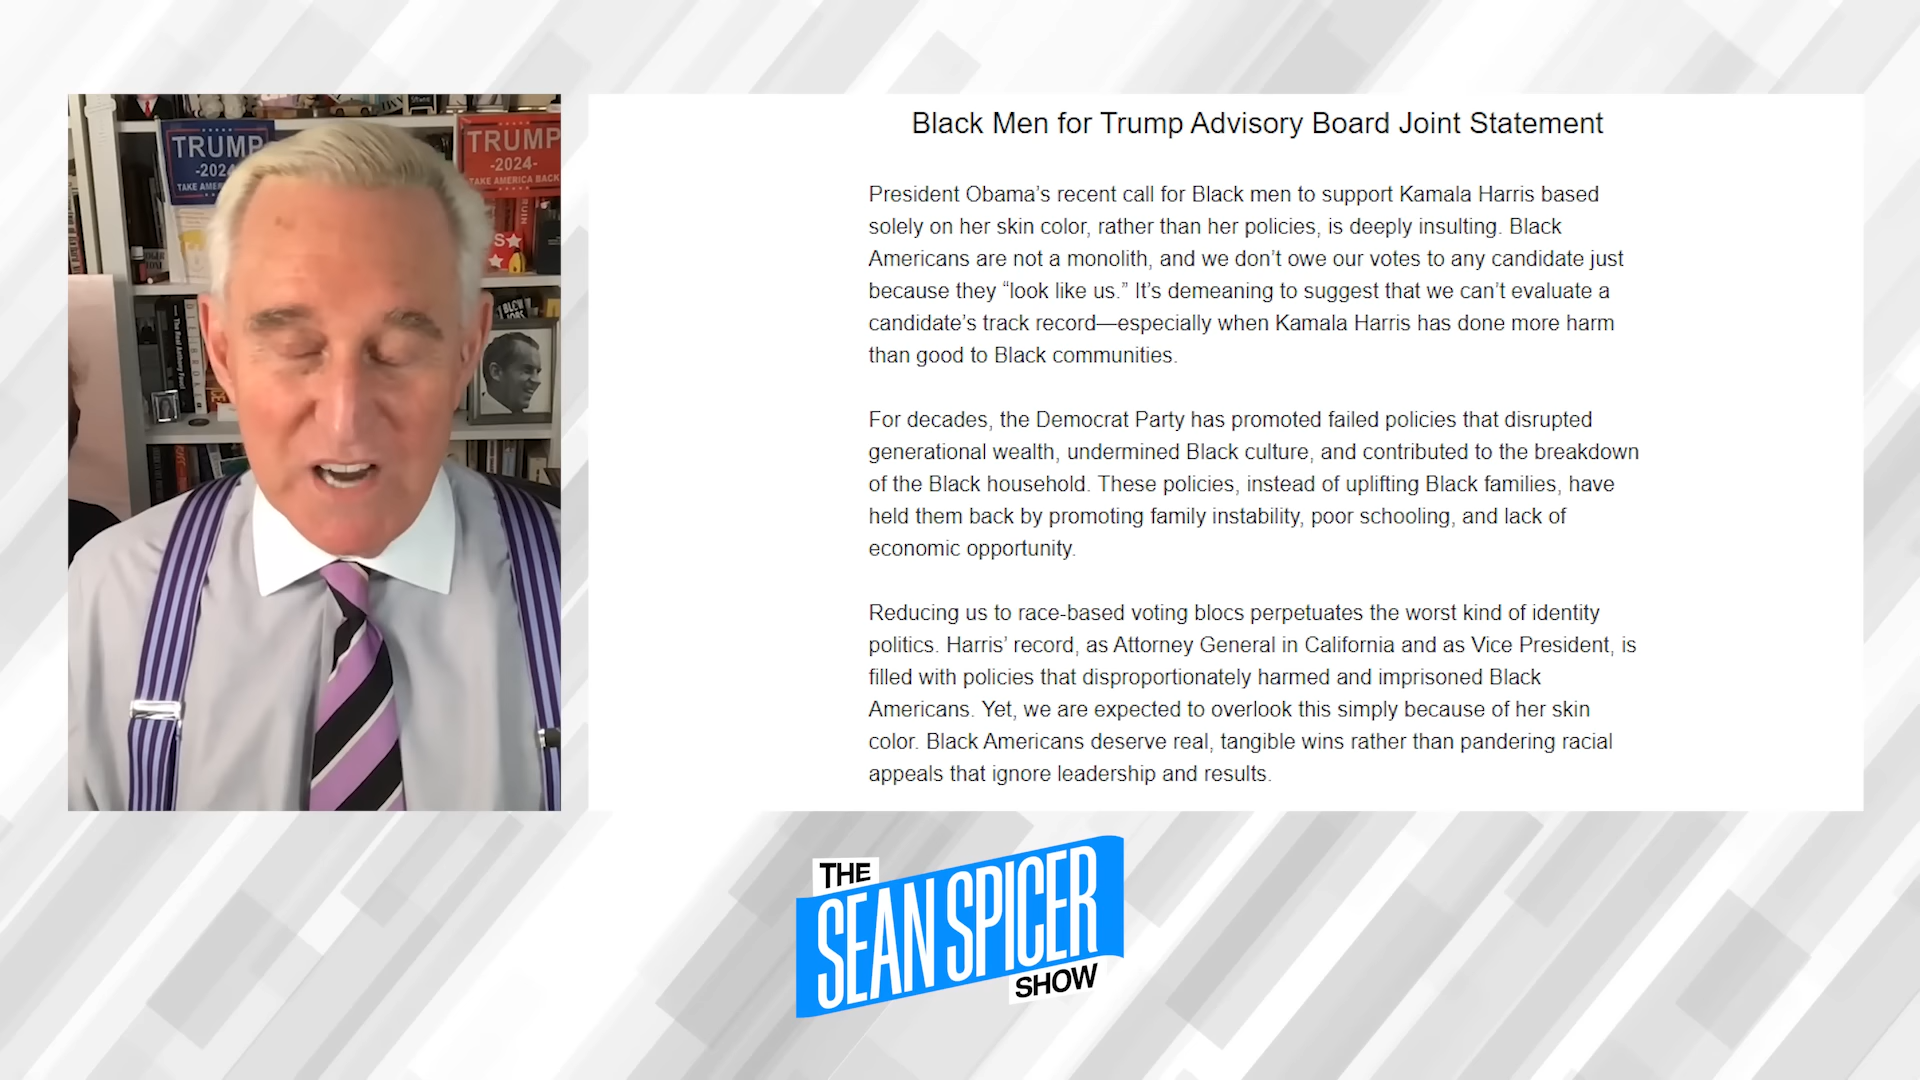 TRUMP
-2024-
TAKE AMER
TRUMP
-2024-
TAKE AMERICA BACK
Black Men for Trump Advisory Board Joint Statement
President Obama’s recent call for Black men to support Kamala Harris based
solely on her skin color, rather than her policies, is deeply insulting. Black
Americans are not a monolith, and we don’t owe our votes to any candidate just
because they “look like us.” It’s demeaning to suggest that we can’t evaluate a
candidate’s track record—especially when Kamala Harris has done more harm
than good to Black communities.
For decades, the Democrat Party has promoted failed policies that disrupted
generational wealth, undermined Black culture, and contributed to the breakdown
of the Black household. These policies, instead of uplifting Black families, have
held them back by promoting family instability, poor schooling, and lack of
economic opportunity.
Reducing us to race-based voting blocs perpetuates the worst kind of identity
politics. Harris’ record, as Attorney General in California and as Vice President, is
filled with policies that disproportionately harmed and imprisoned Black
Americans. Yet, we are expected to overlook this simply because of her skin
color. Black Americans deserve real, tangible wins rather than pandering racial
appeals that ignore leadership and results.
THE
SEAN SPICER
SHOW